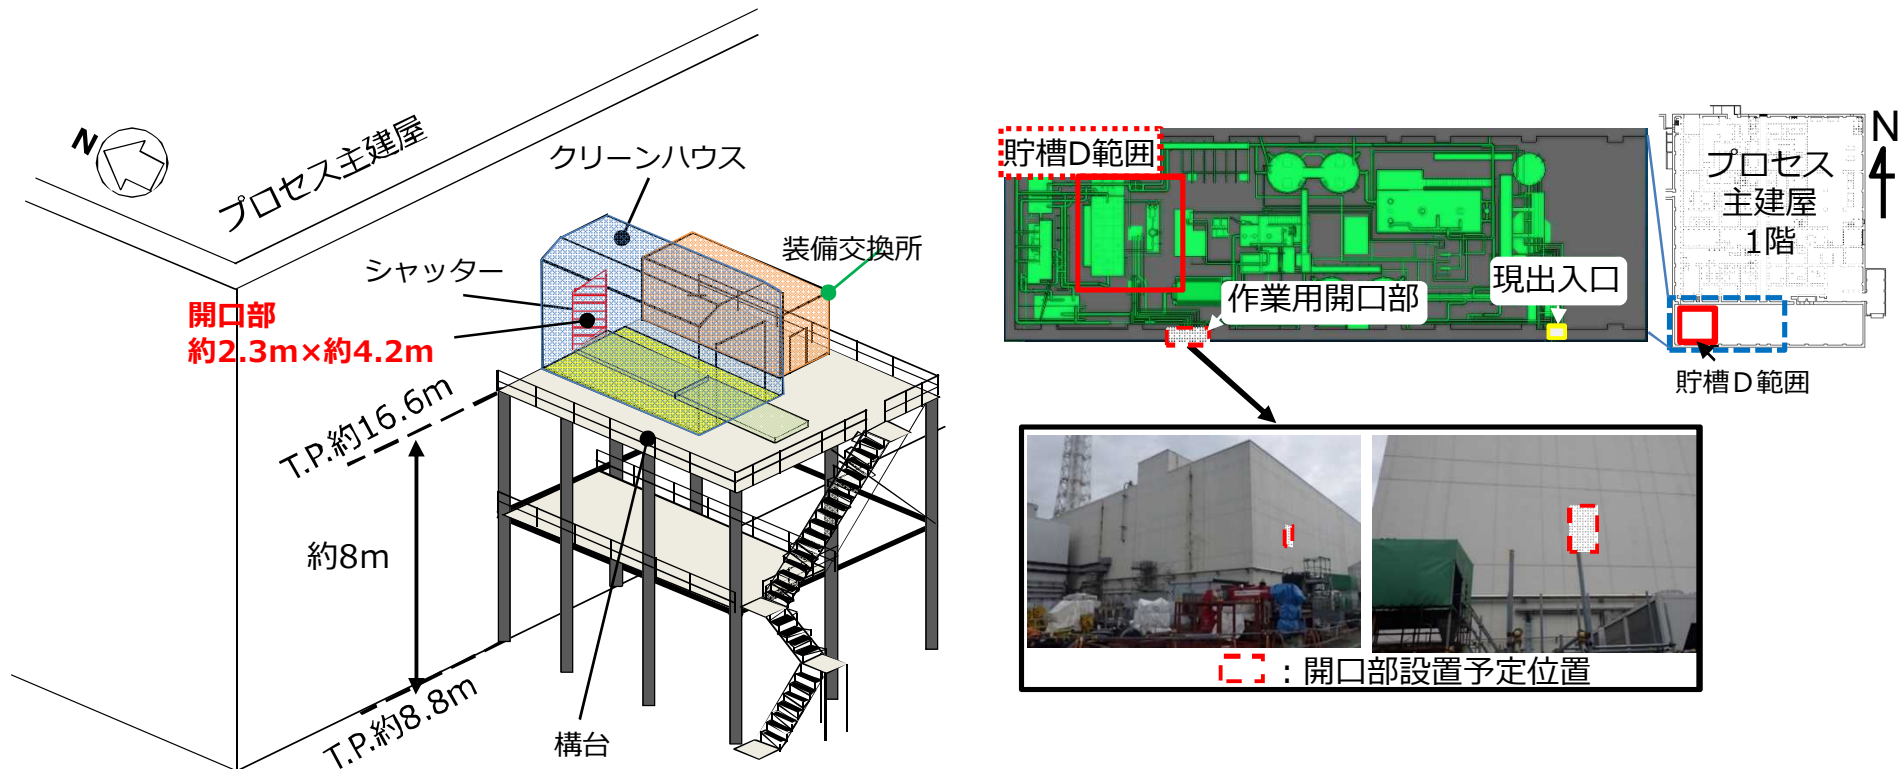 N
プロセス主建屋
クリーンハウス
装備交換所
シャッター
開口部
約2.3m×約4.2m
T.P.約16.6m
約8m
T.P.約8.8m
構台
貯槽D範囲
作業用開口部
現出入口
N
プロセス
主建屋
1階
貯槽D範囲
：開口部設置予定位置